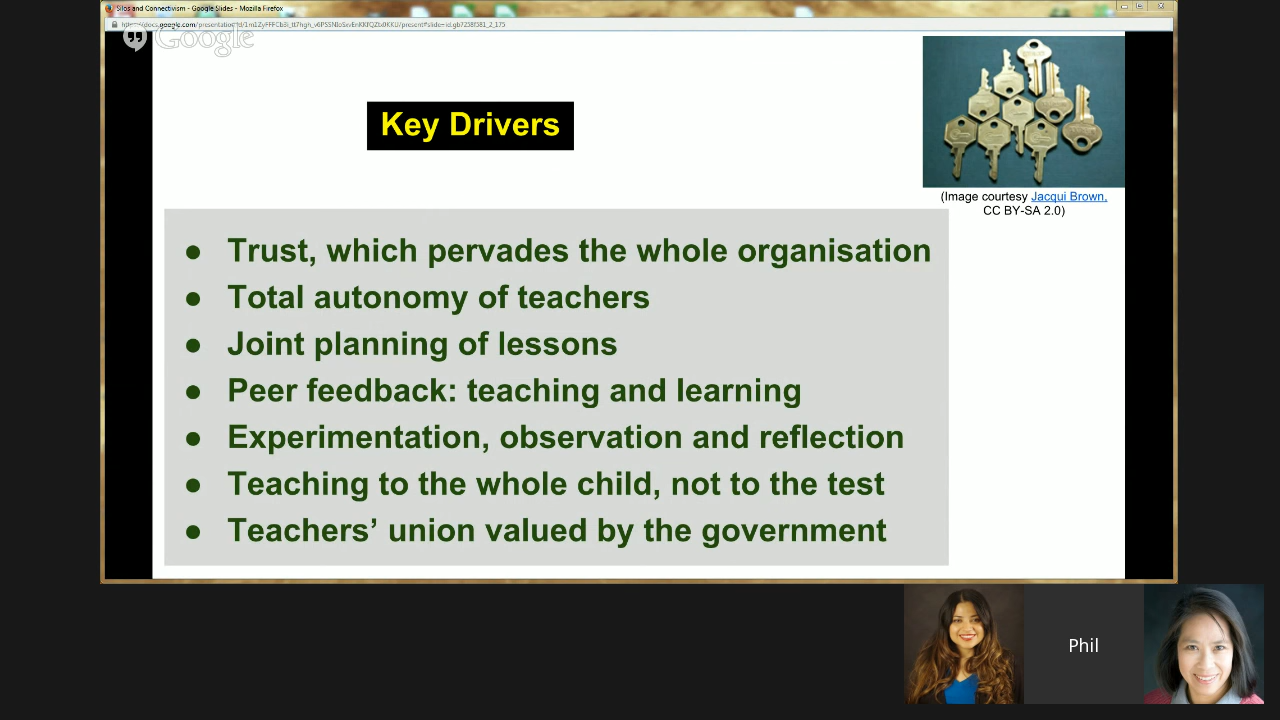 Silos and Connectivism - Google Slides - Mozilla Firefox
Google
Key Drivers
(Image courtesy Jacqui Brown,
CC BY-SA 2.0)
● Trust, which pervades the whole organisation
● Total autonomy of teachers
● Joint planning of lessons
● Peer feedback: teaching and learning
● Experimentation, observation and reflection
● Teaching to the whole child, not to the test
● Teachers’ union valued by the government
Phil